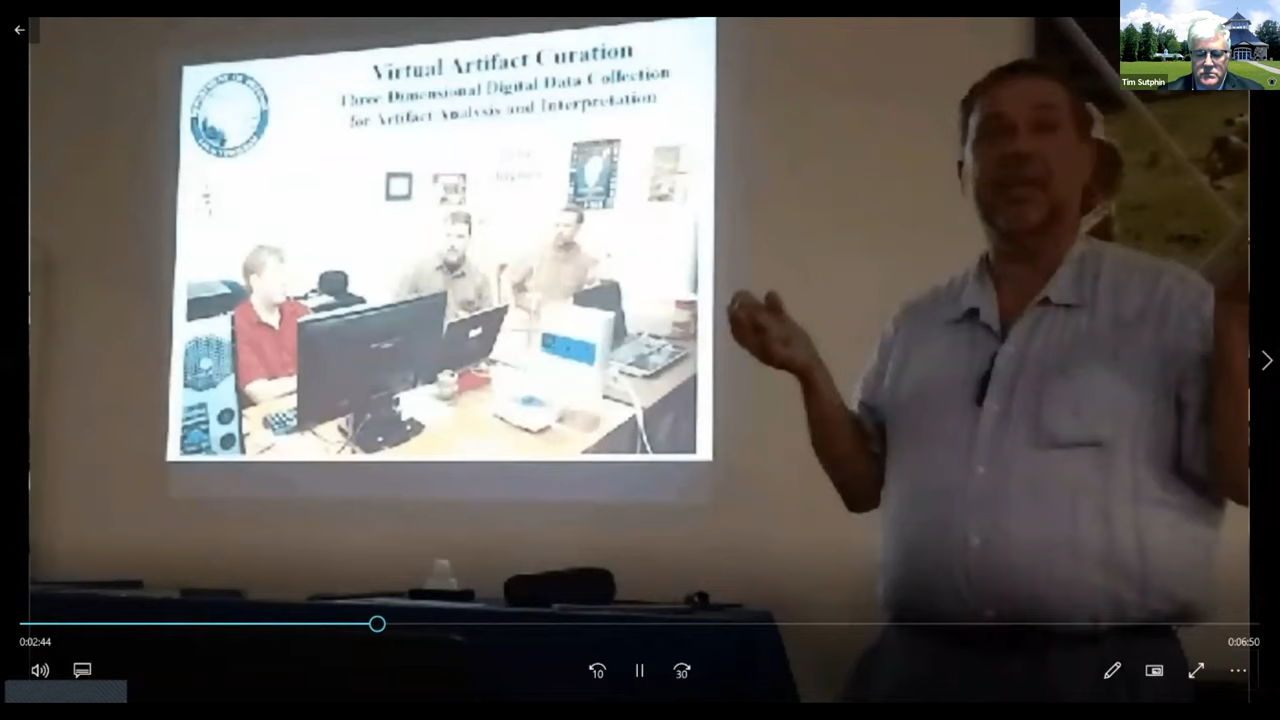 Virtual Artifact Curation
Three Dimensional Digital Data Collection
for Artifact Analysis and Interpretation
Tim Sutphin
0:02:44
0:06:50
10
30